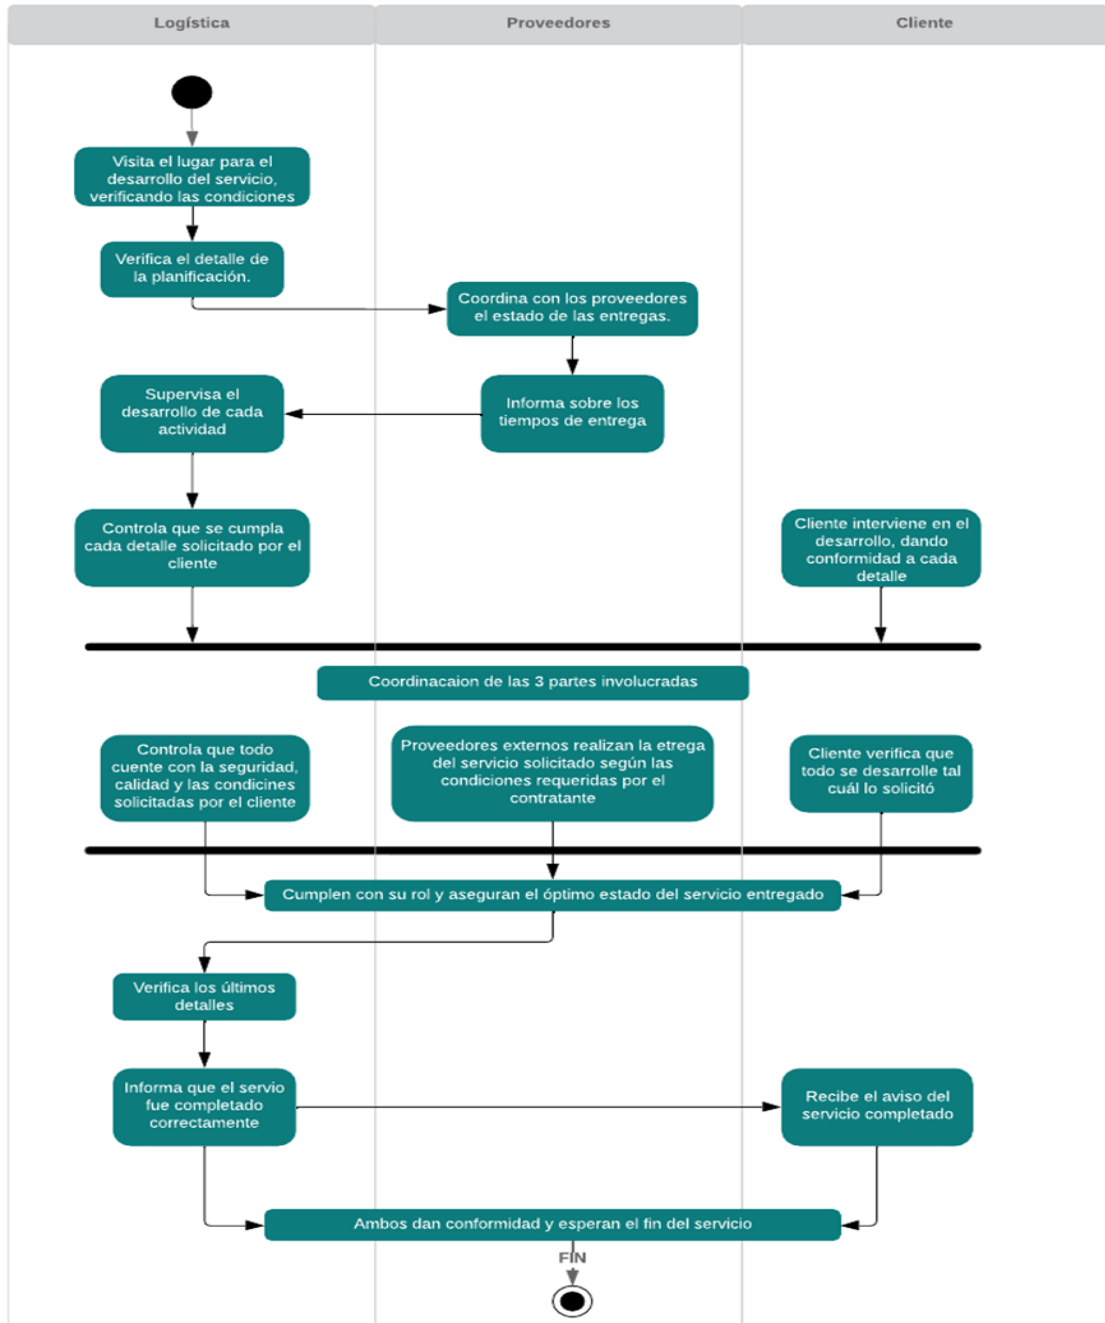 Logística
Proveedores
Cliente
Visita el lugar para el
desarrollo del servicio,
verificando las condiciones
Verifica el detalle de
la planificación.
Coordina con los proveedores
el estado de las entregas.
Supervisa el
desarrollo de cada
actividad
Informa sobre los
tiempos de entrega
Controla que se cumpla
cada detalle solicitado por el
cliente
Cliente interviene en el
desarrollo, dando
conformidad a cada
detalle
Coordinacaion de las 3 partes involucradas
Controla que todo
cuente con la seguridad,
calidad y las condicines
solicitadas por el cliente
Proveedores externos realizan la etrega
del servicio solicitado según las
condiciones requeridas por el
contratante
Cliente verifica que
todo se desarrolle tal
cuál lo solicitó
Cumplen con su rol y aseguran el óptimo estado del servicio entregado
Verifica los últimos
detalles
Informa que el servio
fue completado
correctamente
Recibe el aviso del
servicio completado
Ambos dan conformidad y esperan el fin del servicio
FIN